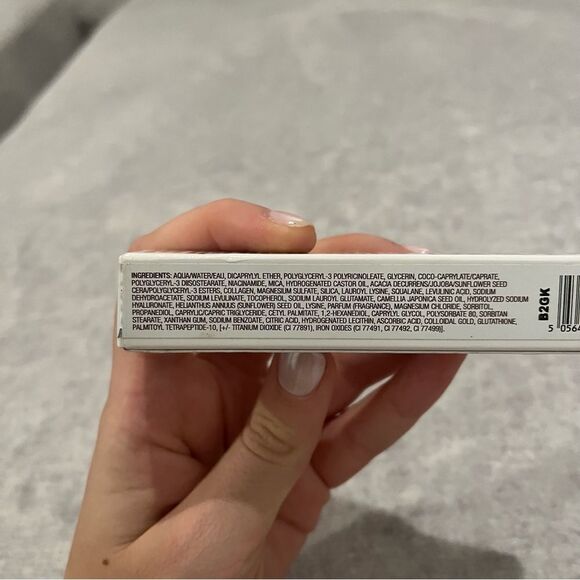 INGREDIENTS: AQUA/WATER/EAU, DICAPRYLYL ETHER, POLYGLYCERYL-3 POLYRICINOLEATE, GLYCERIN, COCO-CAPRYLATE/CAPRATE,
POLYGLYCERYL-3 DIISOSTEARATE, NIACINAMIDE, MICA, HYDROGENATED CASTOR OIL, ACACIA DECURRENS/JOJOBA/SUNFLOWER SEED
CERA/POLYGLYCERYL-3 ESTERS, COLLAGEN, MAGNESIUM SULFATE, SILICA, LAUROYL LYSINE, SQUALANE, LEVULINIC ACID, SODIUM
DEHYDROACETATE, SODIUM LEVULINATE, TOCOPHEROL, SODIUM LAUROYL GLUTAMATE, CAMELLIA JAPONICA SEED OIL, HYDROLYZED SODIUM
HYALURONATE, HELIANTHUS ANNUUS (SUNFLOWER) SEED OIL, LYSINE, PARFUM (FRAGRANCE), MAGNESIUM CHLORIDE, SORBITOL,
PROPANEDIOL, CAPRYLIC/CAPRIC TRIGLYCERIDE, CETYL PALMITATE, 1,2-HEXANEDIOL, CAPRYLYL GLYCOL, POLYSORBATE 80, SORBITAN
STEARATE, XANTHAN GUM, SODIUM BENZOATE, CITRIC ACID, HYDROGENATED LECITHIN, ASCORBIC ACID, COLLOIDAL GOLD, GLUTATHIONE,
PALMITOYL TETRAPEPTIDE-10, [+/- TITANIUM DIOXIDE (CI 77891), IRON OXIDES (CI 77491, CI 77492, CI 77499)].
B2GK
5 0564